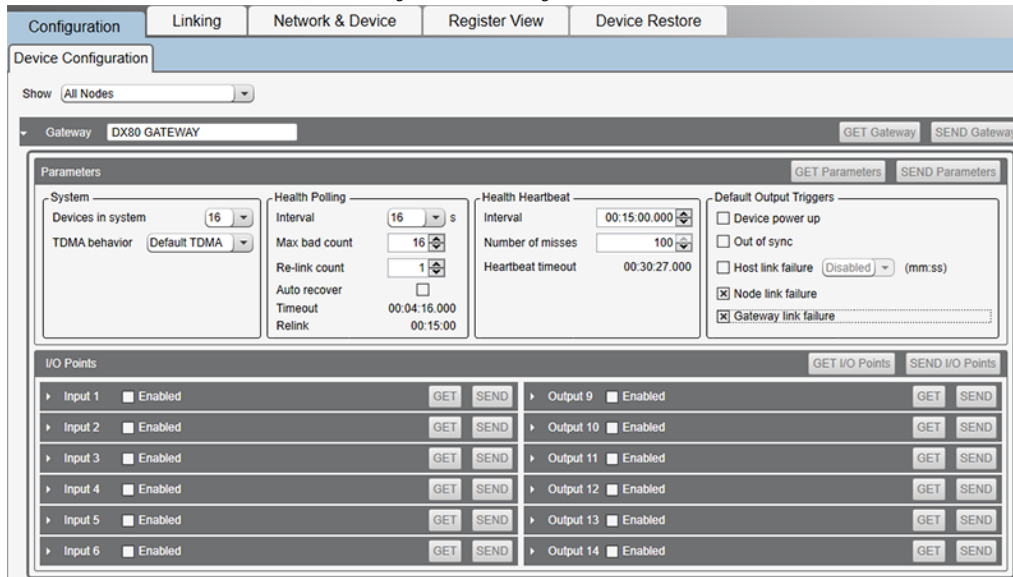 Configuration Linking Network & Device Register View Device Restore
Device Configuration
Show All Nodes
Gateway DX80 GATEWAY GET Gateway SEND Gateway
Parameters GET Parameters SEND Parameters
System
Devices in system 16
TDMA behavior Default TDMA
Health Polling
Interval 16 s
Max bad count 16
Re-link count 1
Auto recover
Timeout 00:04:16.000
Relink 00:15:00
Health Heartbeat
Interval 00:15:00.000
Number of misses 100
Heartbeat timeout 00:30:27.000
Default Output Triggers
Device power up
Out of sync
Host link failure Disabled (mm:ss)
Node link failure
Gateway link failure
I/O Points GET I/O Points SEND I/O Points
Input 1 Enabled GET SEND Output 9 Enabled GET SEND
Input 2 Enabled GET SEND Output 10 Enabled GET SEND
Input 3 Enabled GET SEND Output 11 Enabled GET SEND
Input 4 Enabled GET SEND Output 12 Enabled GET SEND
Input 5 Enabled GET SEND Output 13 Enabled GET SEND
Input 6 Enabled GET SEND Output 14 Enabled GET SEND